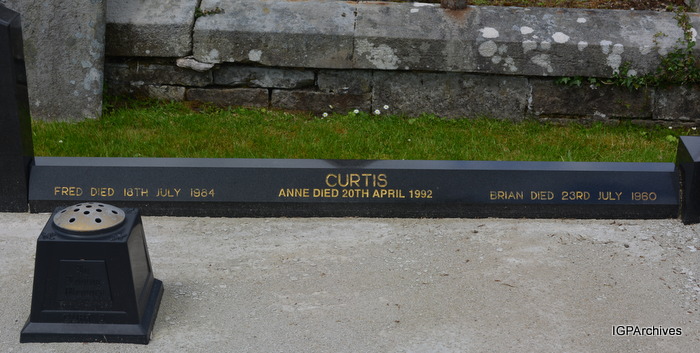 CURTIS
FRED DIED 18TH JULY 1984
ANNE DIED 20TH APRIL 1992
BRIAN DIED 23RD JULY 1960
IGPArchives